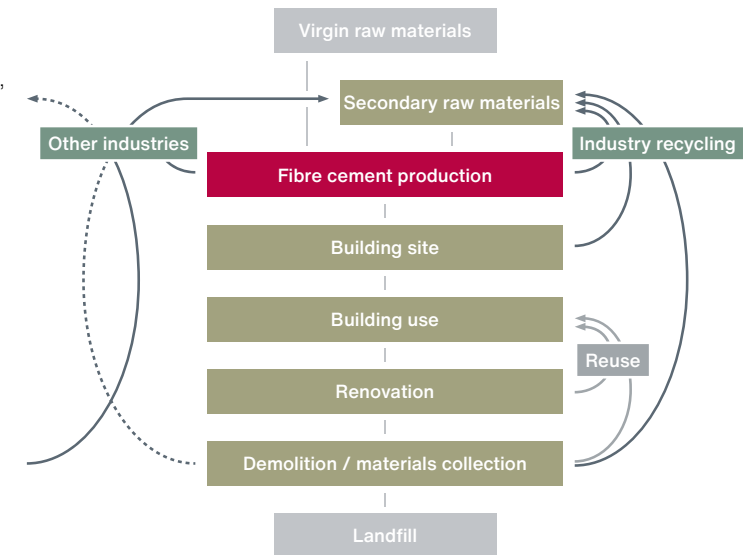 Virgin raw materials
,
Secondary raw materials
Other industries
Industry recycling
Fibre cement production
Building site
Building use
Reuse
Renovation
Demolition / materials collection
Landfill